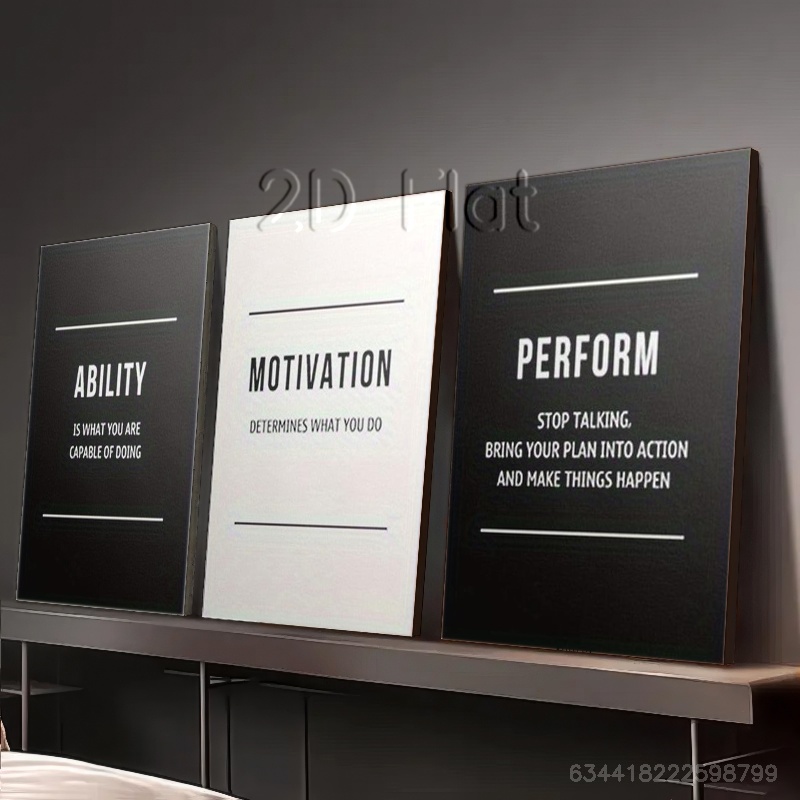 2D Flat
ABILITY
IS WHAT YOU ARE
CAPABLE OF DOING
MOTIVATION
DETERMINES WHAT YOU DO
PERFORM
STOP TALKING,
BRING YOUR PLAN INTO ACTION
AND MAKE THINGS HAPPEN
634418222598799